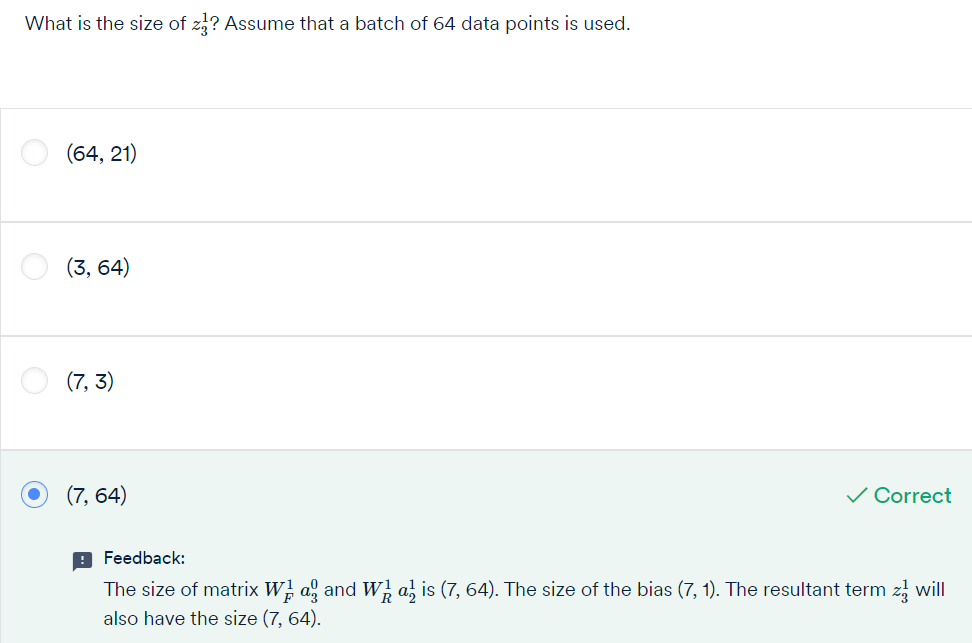 What is the size of $z_3^1$? Assume that a batch of 64 data points is used.
(64, 21)
(3, 64)
(7, 3)
(7, 64)
✓ Correct
Feedback:
The size of matrix $W_F^1 a_3^0$ and $W_R^1 a_2^1$ is (7, 64). The size of the bias (7, 1). The resultant term $z_3^1$ will
also have the size (7, 64).